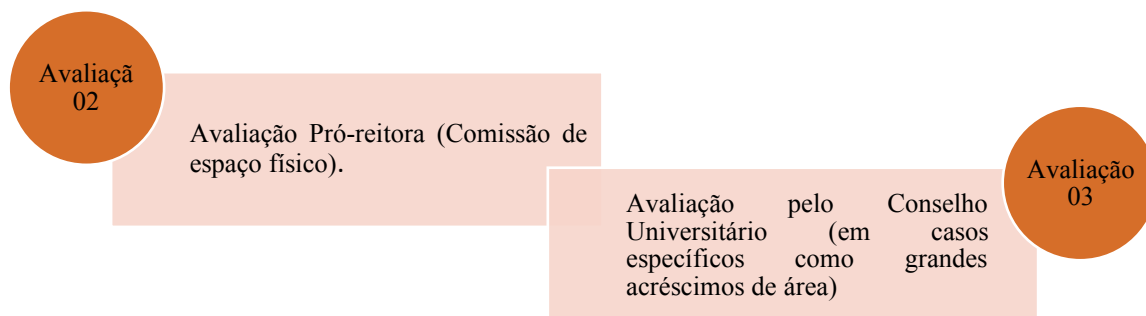 Avaliaçã
02
Avaliação Pró-reitora (Comissão de
espaço físico).
Avaliação
03
Avaliação pelo Conselho
Universitário (em casos
específicos como grandes
acréscimos de área)